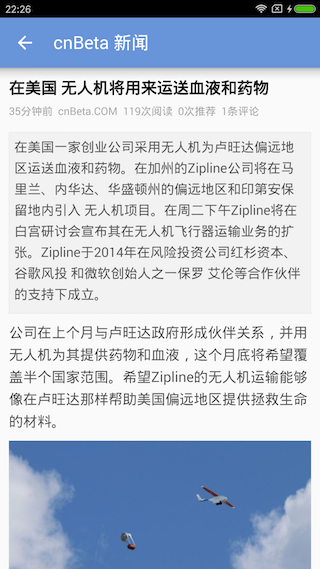 22:26
cnBeta 新闻
在美国 无人机将用来运送血液和药物
35分钟前 cnBeta.COM 119次阅读 0次推荐 1条评论
在美国一家创业公司采用无人机为卢旺达偏远地
区运送血液和药物。在加州的Zipline公司将在马
里兰、内华达、华盛顿州的偏远地区和印第安保
留地内引入 无人机项目。在周二下午Zipline将在
白宫研讨会宣布其在无人机飞行器运输业务的扩
张。Zipline于2014年在风险投资公司红杉资本、
谷歌风投 和微软创始人之一保罗 艾伦等合作伙伴
的支持下成立。
公司在上个月与卢旺达政府形成伙伴关系，并用
无人机为其提供药物和血液，这个月底将希望覆
盖半个国家范围。希望Zipline的无人机运输能够
像在卢旺达那样帮助美国偏远地区提供拯救生命
的材料。